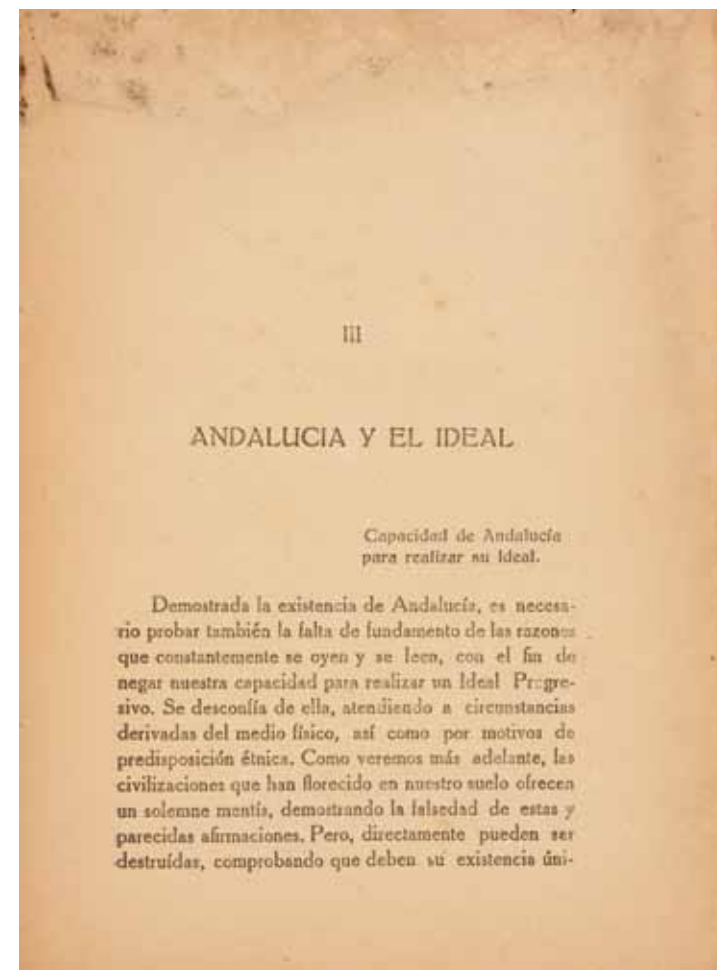 III
ANDALUCIA Y EL IDEAL
Capacidad de Andalucía
para realizar su Ideal.
Demostrada la existencia de Andalucía, es necesa-
rio probar también la falta de fundamento de las razones
que constantemente se oyen y se leen, con el fin de
negar nuestra capacidad para realizar un Ideal Progre-
sivo. Se desconfía de ella, atendiendo a circunstancias
derivadas del medio físico, así como por motivos de
predisposición étnica. Como veremos más adelante, las
civilizaciones que han florecido en nuestro suelo ofrecen
un solemne mentís, demostrando la falsedad de estas y
parecidas afirmaciones. Pero, directamente pueden ser
destruídas, comprobando que deben su existencia úni-